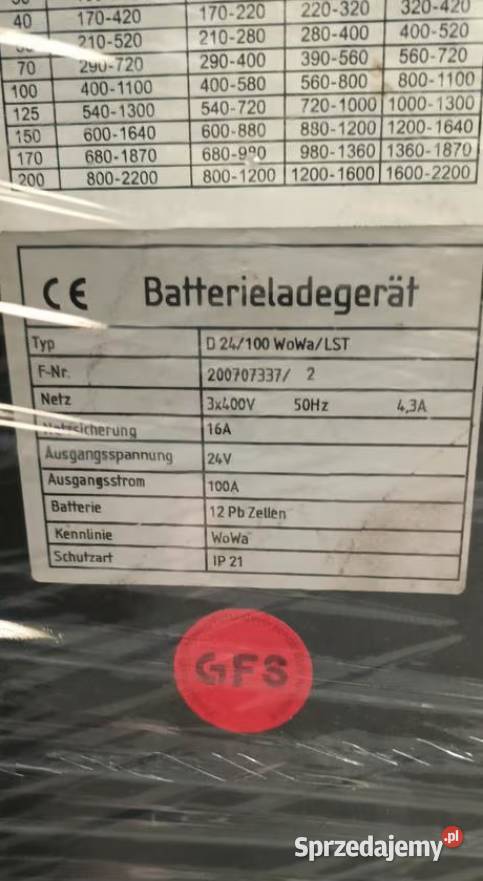 40 170-420 170-220 220-320 320-420
210-520 210-280 280-400 400-520
70 290-720 290-400 390-560 560-720
100 400-1100 400-580 560-800 800-1100
125 540-1300 540-720 720-1000 1000-1300
150 600-1640 600-880 880-1200 1200-1640
170 680-1870 680-990 980-1360 1360-1870
200 800-2200 800-1200 1200-1600 1600-2200
CE Batterieladegerät
Typ D 24/100 WoWa/LST
F-Nr. 200707337/ 2
Netz 3x400V 50Hz 4,3A
Netzsicherung 16A
Ausgangsspannung 24V
Ausgangsstrom 100A
Batterie 12 Pb Zellen
Kennlinie WoWa
Schutzart IP 21
GFS
Sprzedajemy.pl